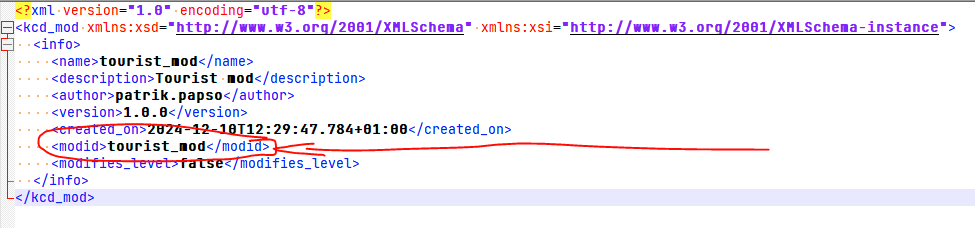 <?xml version="1.0" encoding="utf-8"?>
<kcd_mod xmlns:xsd="http://www.w3.org/2001/XMLSchema" xmlns:xsi="http://www.w3.org/2001/XMLSchema-instance">
<info>
<name>tourist_mod</name>
<description>Tourist mod</description>
<author>patrik.papso</author>
<version>1.0.0</version>
<created_on>2024-12-10T12:29:47.784+01:00</created_on>
<modid>tourist_mod</modid>
<modifies_level>false</modifies_level>
</info>
</kcd_mod>